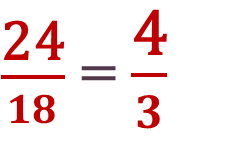 24/18 = 4/3